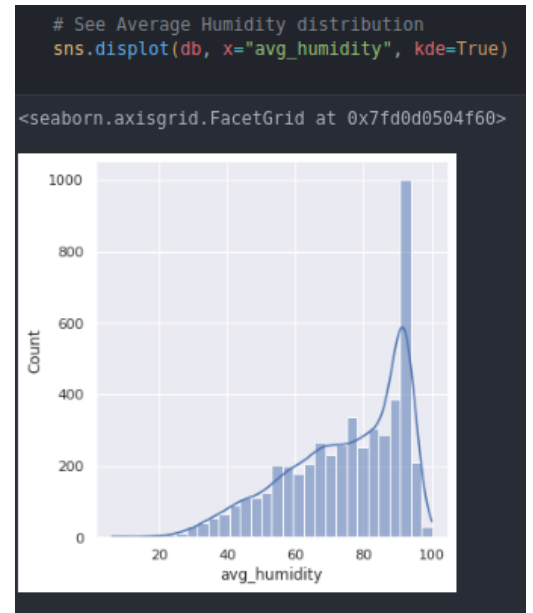 # See Average Humidity distribution
sns.displot(db, x="avg_humidity", kde=True)
<seaborn.axisgrid.FacetGrid at 0x7fd0d0504f60>
1000
800
600
400
200
0
Count
20 40 60 80 100
avg_humidity